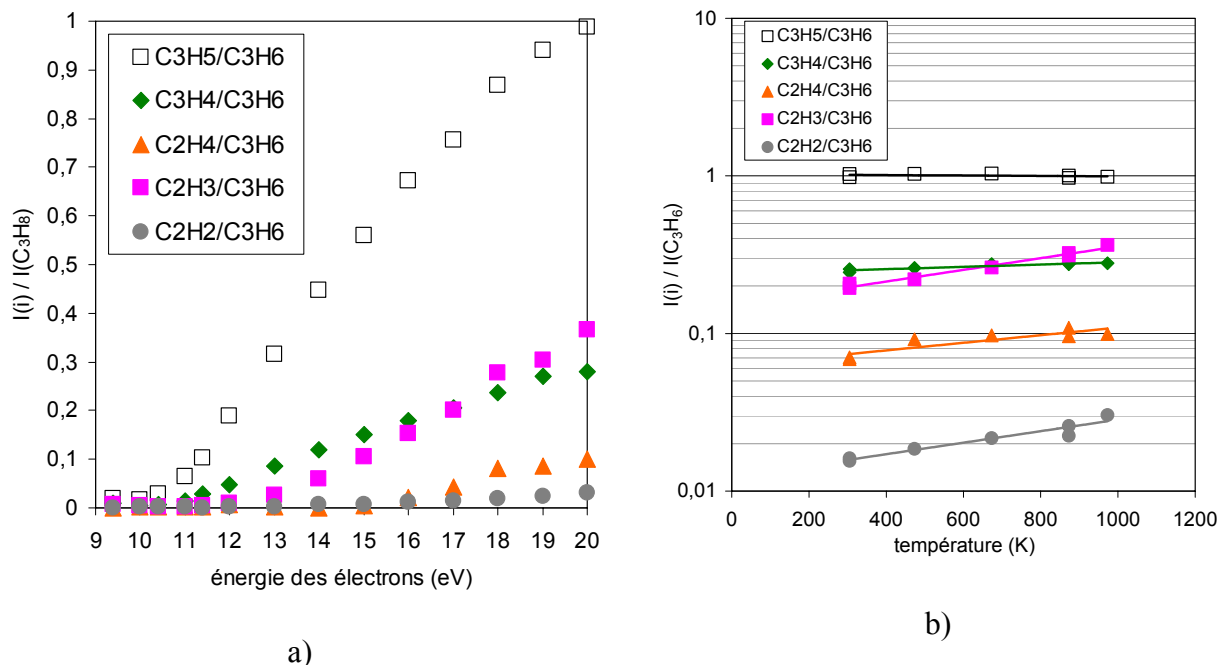 1
0,9
0,8
0,7
0,6
0,5
0,4
0,3
0,2
0,1
0
I(i) / I(C₃H₈)
C3H5/C3H6
C3H4/C3H6
C2H4/C3H6
C2H3/C3H6
C2H2/C3H6
9 10 11 12 13 14 15 16 17 18 19 20
énergie des électrons (eV)
a)
10
1
0,1
0,01
I(i) / I(C₃H₆)
C3H5/C3H6
C3H4/C3H6
C2H4/C3H6
C2H3/C3H6
C2H2/C3H6
0 200 400 600 800 1000 1200
température (K)
b)